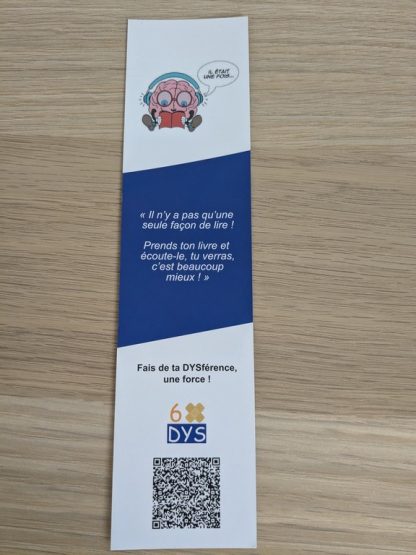 IL ÉTAIT
UNE FOIS...
« Il n'y a pas qu'une
seule façon de lire !
Prends ton livre et
écoute-le, tu verras,
c'est beaucoup
mieux ! »
Fais de ta DYSférence,
une force !
6
DYS